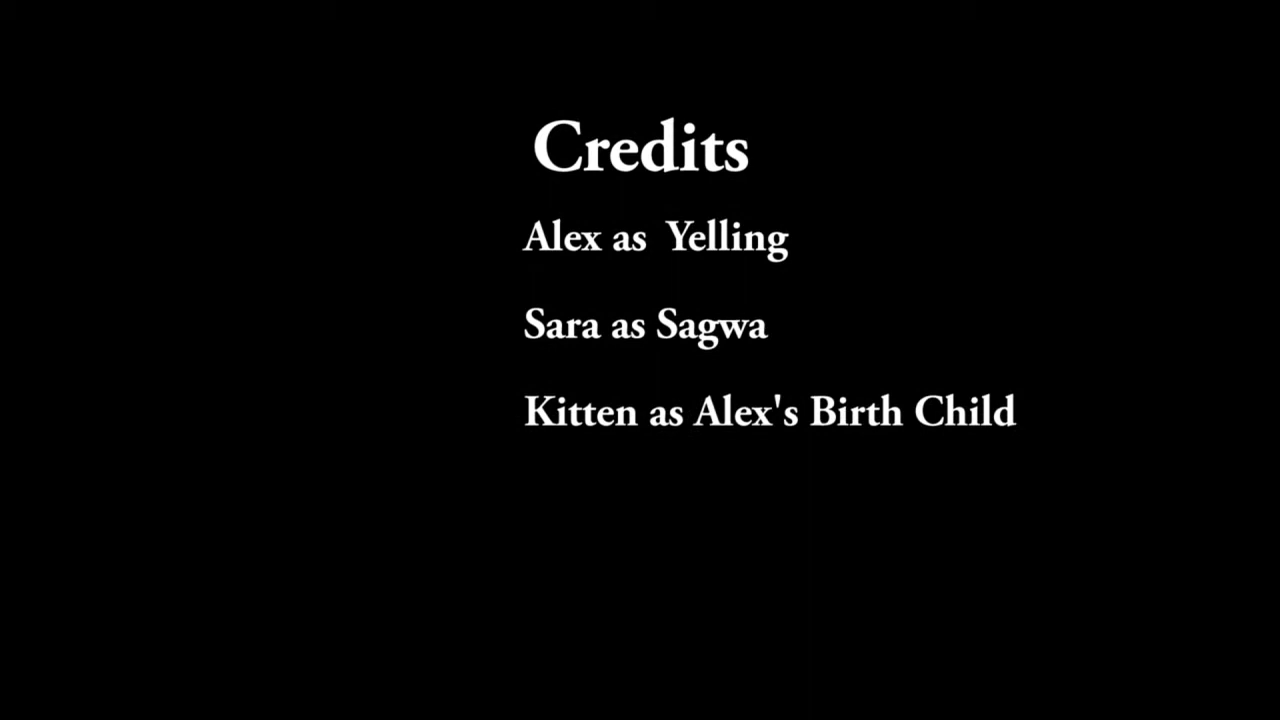 Credits
Alex as  Yelling
Sara as Sagwa
Kitten as Alex's Birth Child